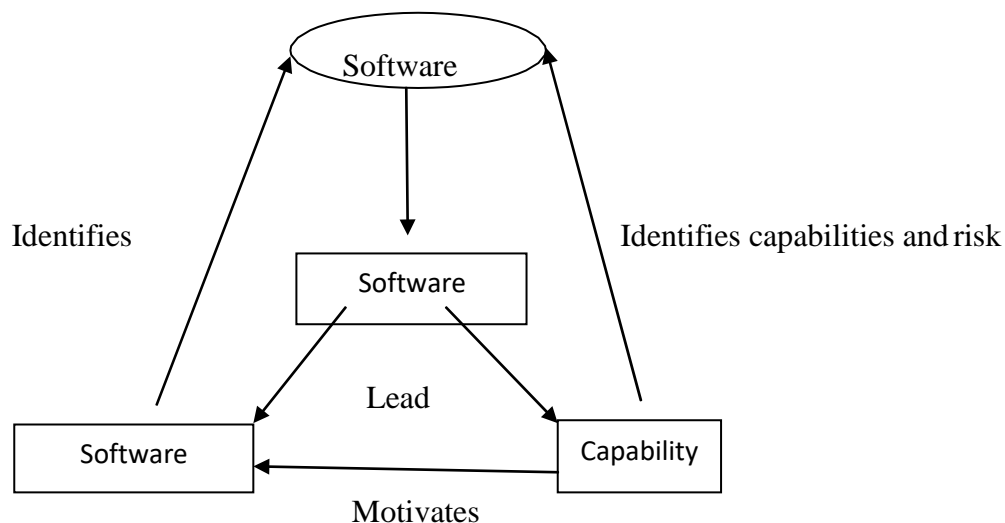 Software
Identifies
Identifies capabilities and risk
Software
Lead
Software
Capability
Motivates